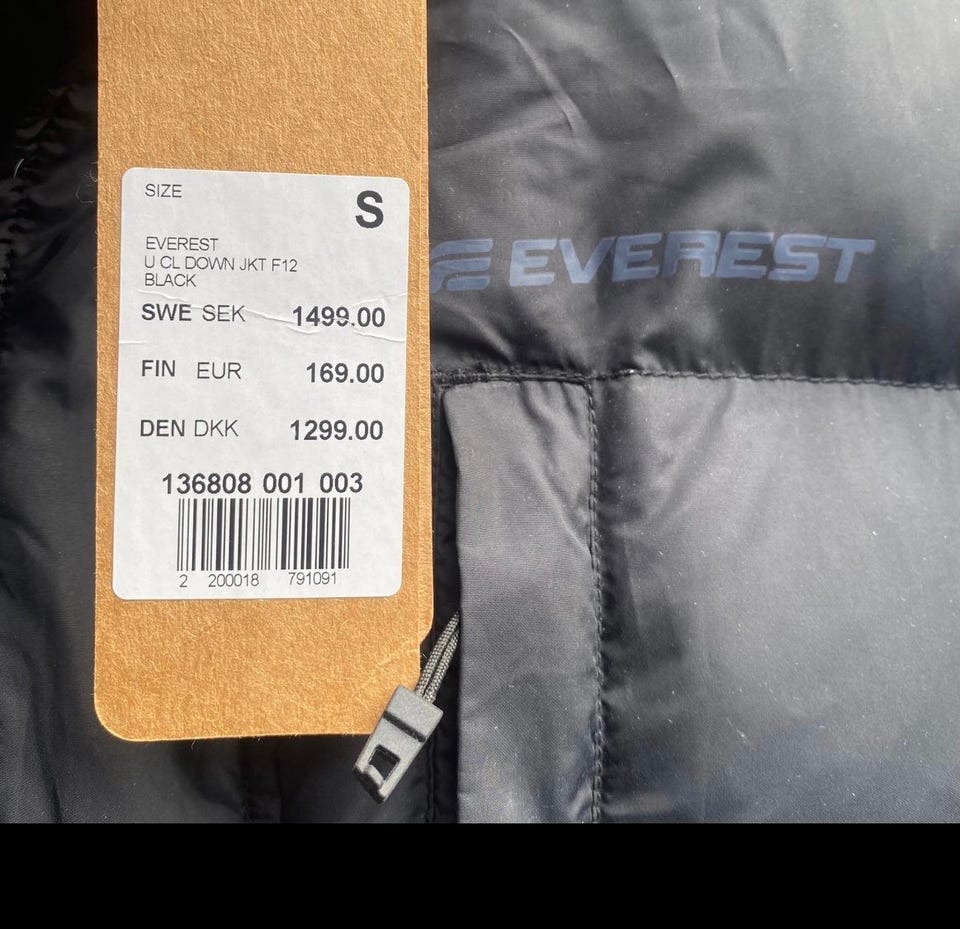 SIZE
S
EVEREST
U CL DOWN JKT F12
BLACK
SWE SEK 1499.00
FIN EUR 169.00
DEN DKK 1299.00
136808 001 003
2 200018 791091
EVEREST